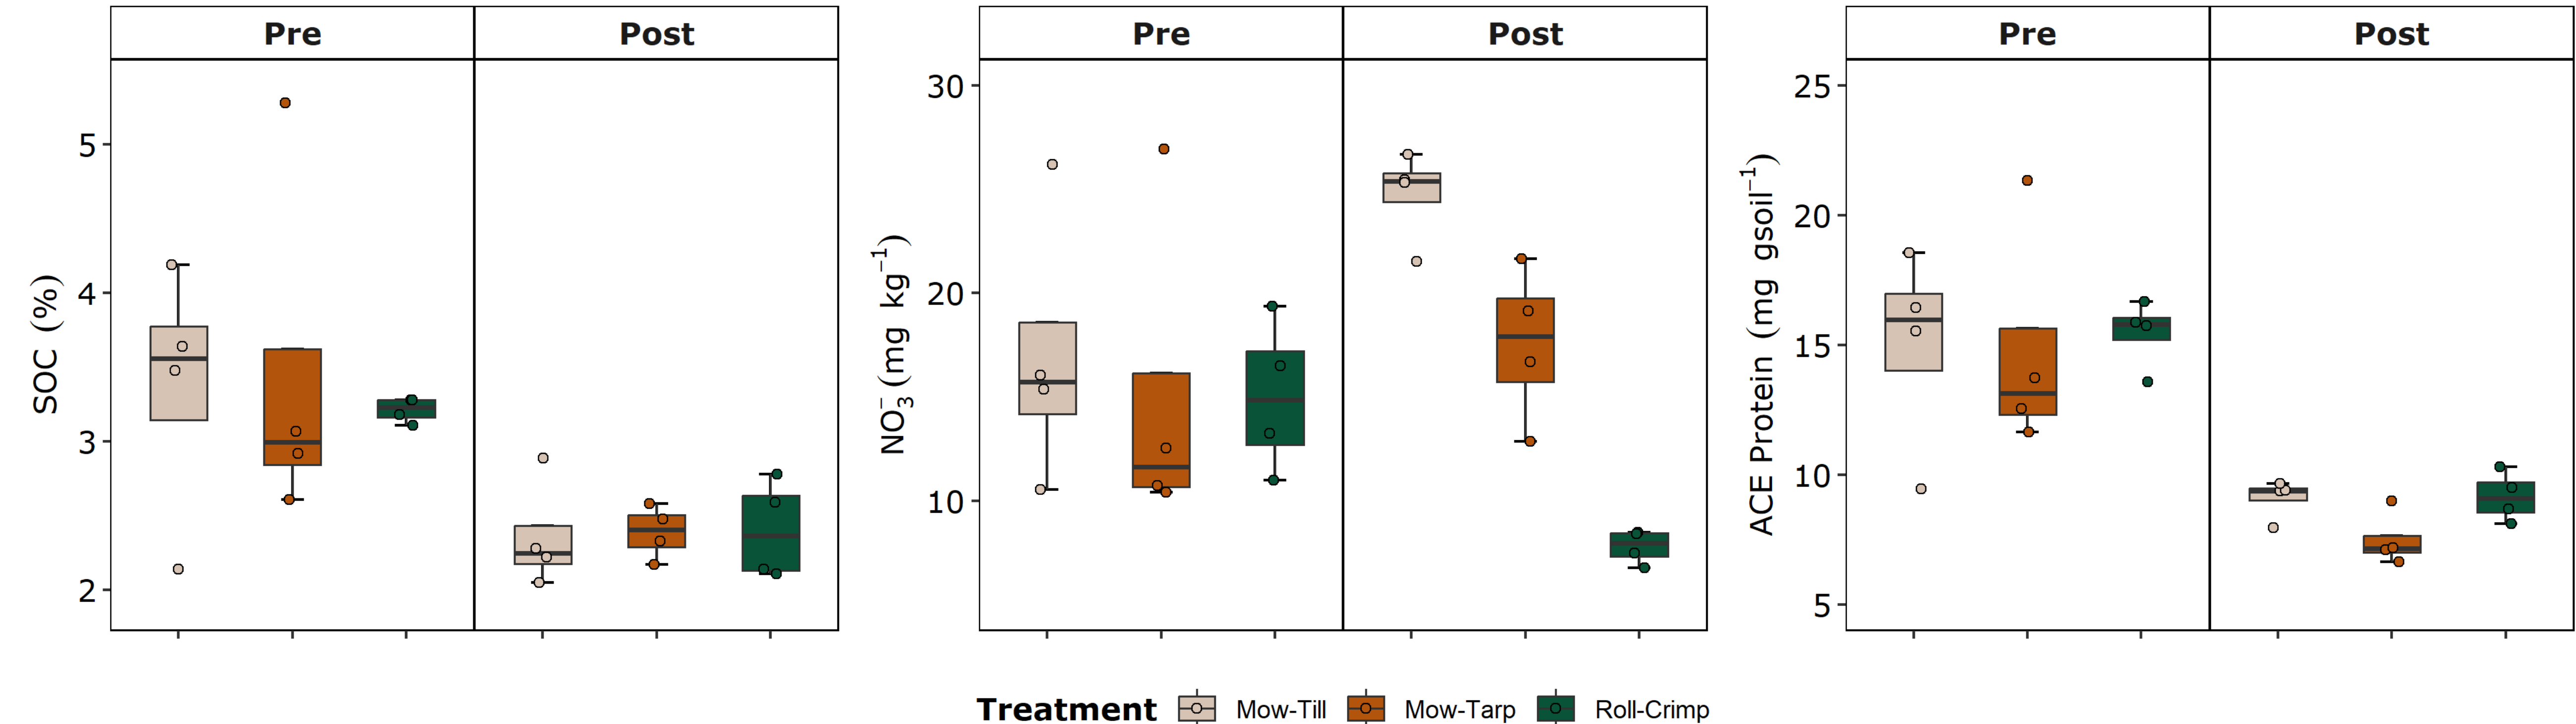 Pre Post
SOC (%)
5
4
3
2
Pre Post
NO₃⁻ (mg kg⁻¹)
30
20
10
Pre Post
ACE Protein (mg gsoil⁻¹)
25
20
15
10
5
Treatment Mow-Till Mow-Tarp Roll-Crimp